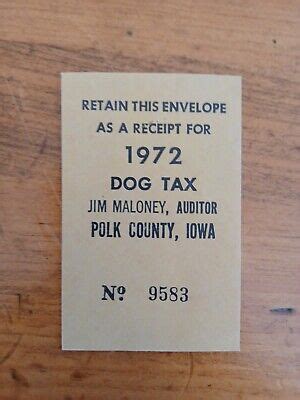 RETAIN THIS ENVELOPE
AS A RECEIPT FOR
1972
DOG TAX
JIM MALONEY, AUDITOR
POLK COUNTY, IOWA
Nº 9583